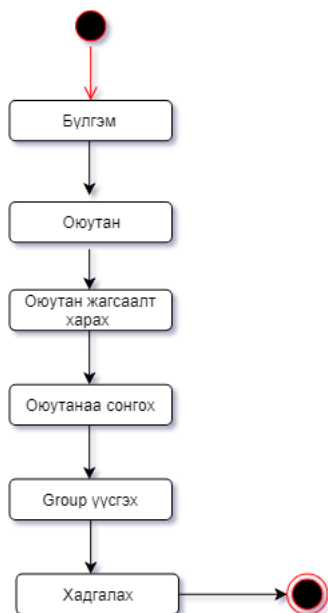 Бүлгэм
Оюутан
Оюутан жагсаалт
харах
Оюутанаа сонгох
Group үүсгэх
Хадгалах